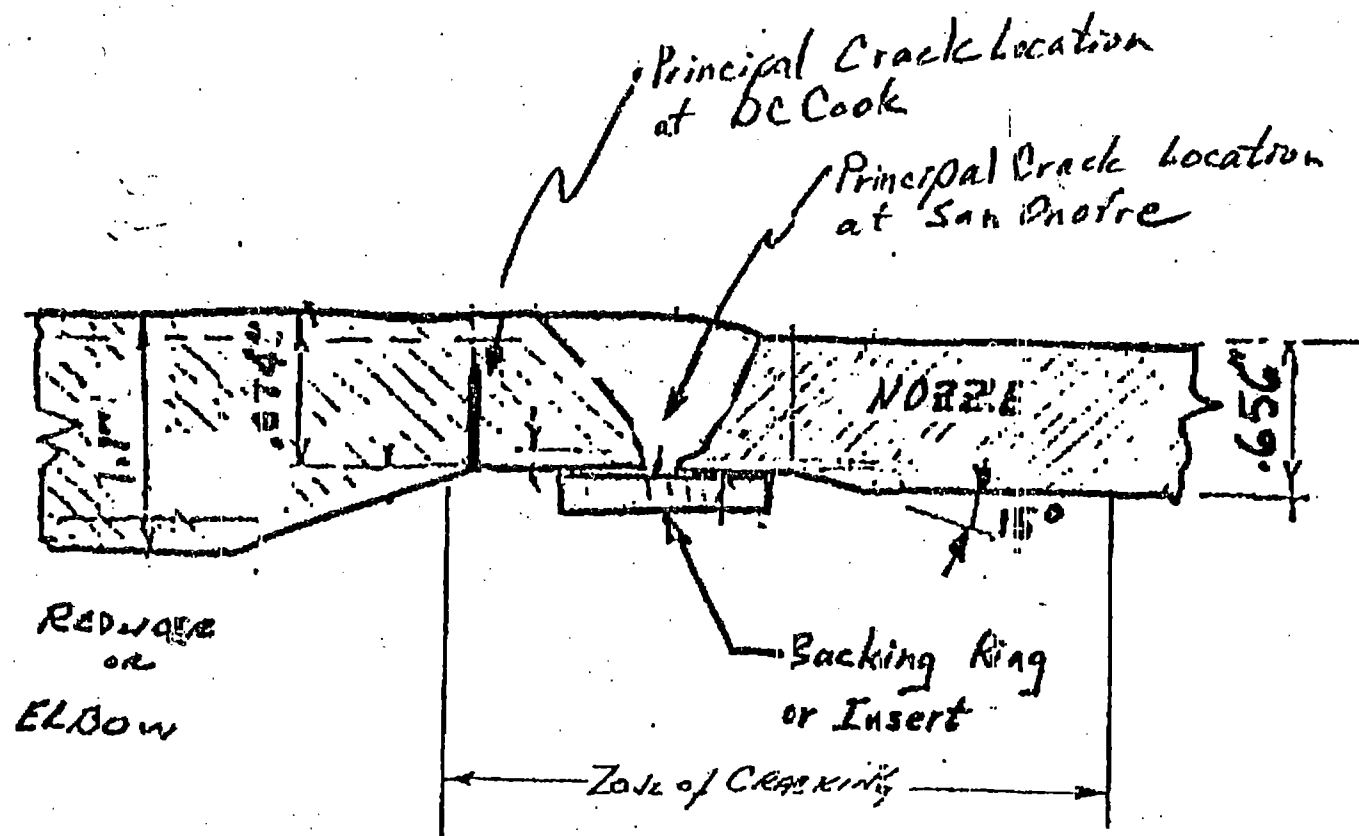 Principal Crack Location
at DC Cook
Principal Crack Location
at San Onofre
NOZZLE
.656"
15°
REDUCER
or
ELBOW
Backing Ring
or Insert
Zone of CRACKING